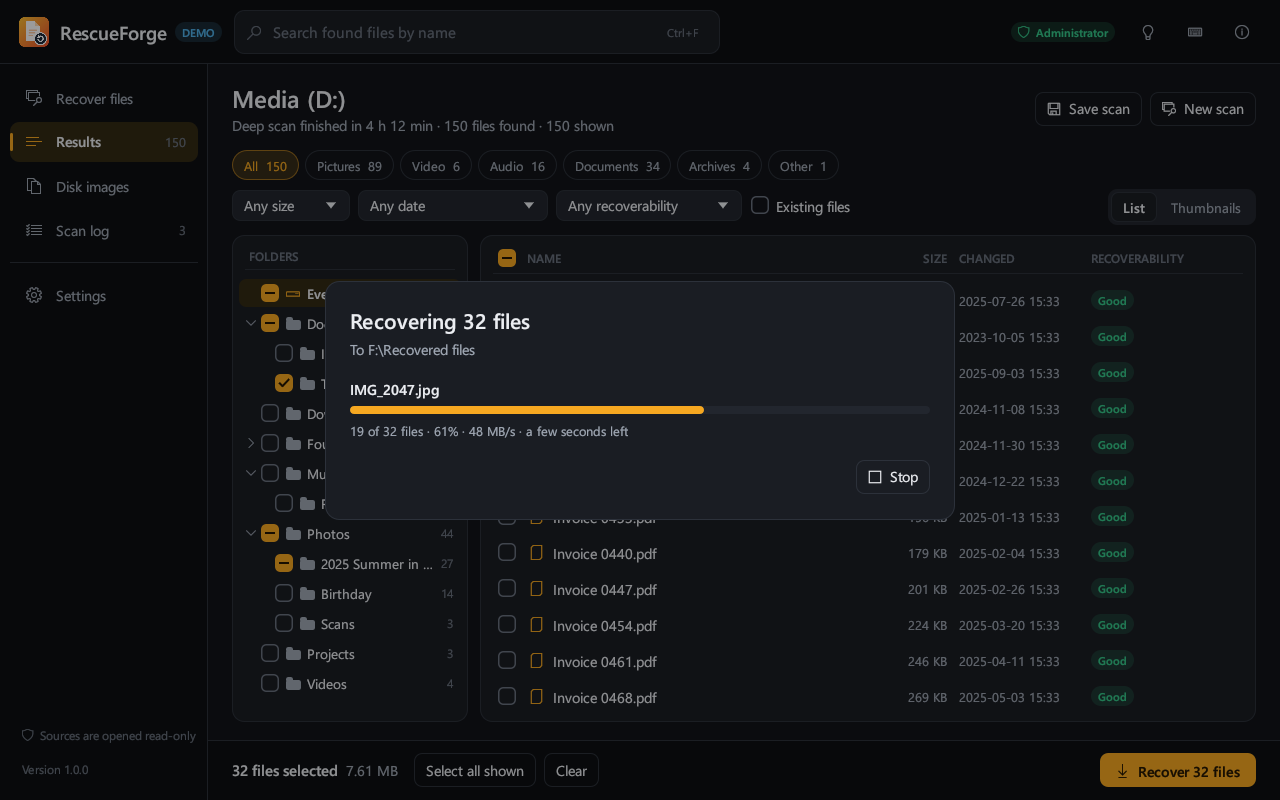 RescueForge DEMO
Search found files by name Ctrl+F
Administrator
Recover files
Results 150
Disk images
Scan log 3
Settings
Sources are opened read-only
Version 1.0.0
Media (D:)
Deep scan finished in 4 h 12 min · 150 files found · 150 shown
Save scan
New scan
All 150 Pictures 89 Video 6 Audio 16 Documents 34 Archives 4 Other 1
Any size Any date Any recoverability Existing files
List Thumbnails
FOLDERS
Photos 44
2025 Summer in ... 27
Birthday 14
Scans 3
Projects 3
Videos 4
NAME SIZE CHANGED RECOVERABILITY
2025-07-26 15:33 Good
2023-10-05 15:33 Good
2025-09-03 15:33 Good
2024-11-08 15:33 Good
2024-11-30 15:33 Good
2024-12-22 15:33 Good
2025-01-13 15:33 Good
Invoice 0440.pdf 179 KB 2025-02-04 15:33 Good
Invoice 0447.pdf 201 KB 2025-02-26 15:33 Good
Invoice 0454.pdf 224 KB 2025-03-20 15:33 Good
Invoice 0461.pdf 246 KB 2025-04-11 15:33 Good
Invoice 0468.pdf 269 KB 2025-05-03 15:33 Good
Recovering 32 files
To F:\Recovered files
IMG_2047.jpg
19 of 32 files · 61% · 48 MB/s · a few seconds left
Stop
32 files selected 7.61 MB Select all shown Clear
Recover 32 files